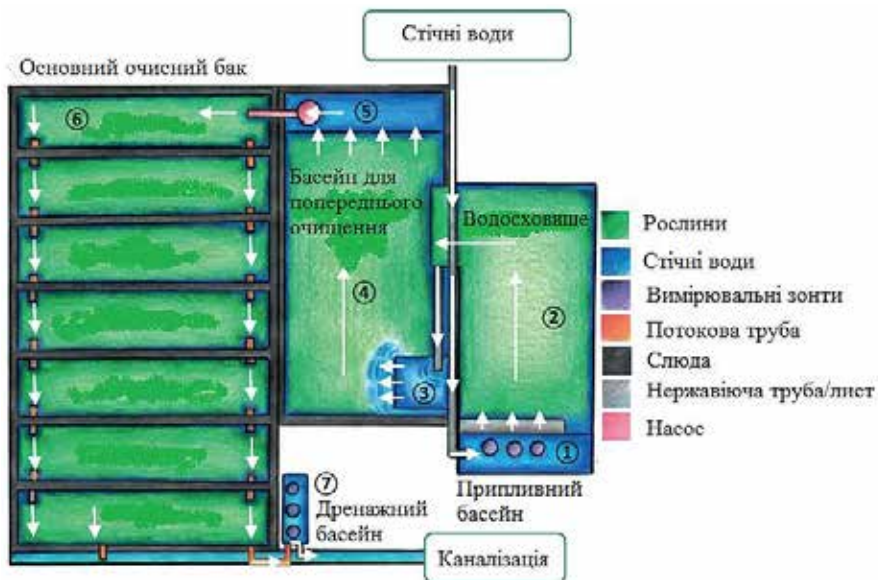 Стічні води
Основний очисний бак
⑥
⑤
Басейн для
попереднього
очищення
Водосховише
④
②
③
①
Припливний
басейн
⑦
Дренажний
басейн
Каналізація
Рослини
Стічні води
Вимірювальні зонти
Потокова труба
Слюда
Нержавіюча труба/лист
Насос